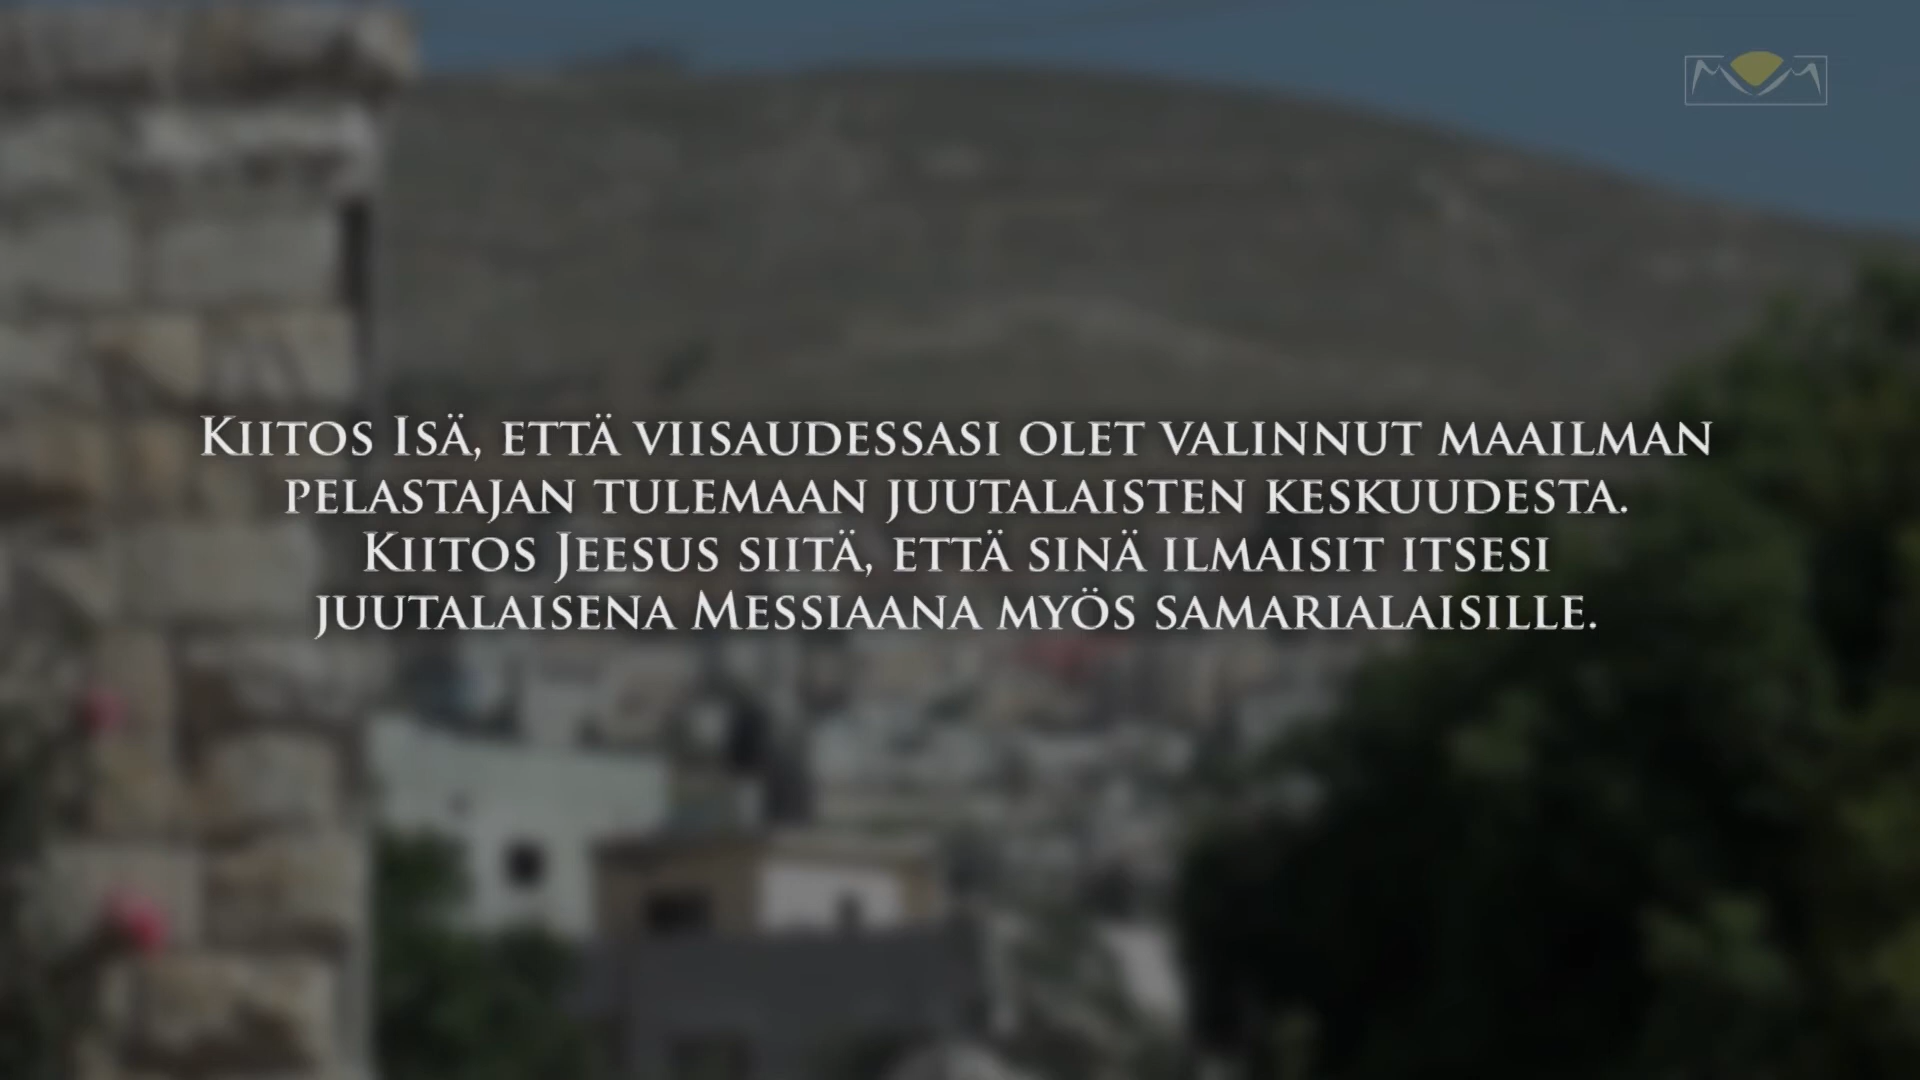 Kiitos Isä, että viisaudessasi olet valinnut maailman
pelastajan tulemaan juutalaisten keskuudesta.
Kiitos Jeesus siitä, että sinä ilmaisit itsesi
juutalaisena Messiaana myös samarialaisille.